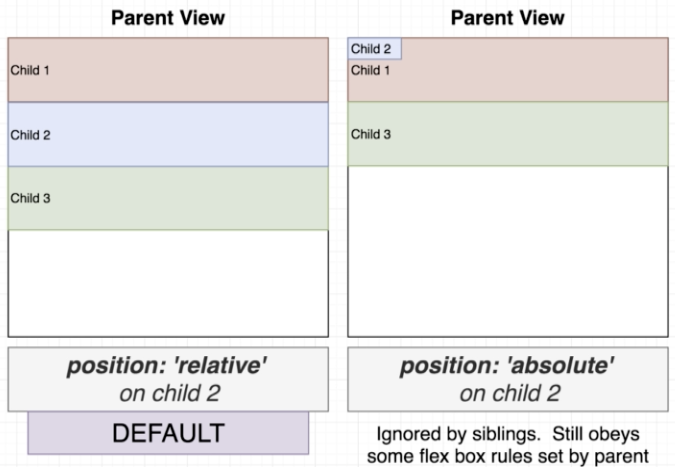 Parent View
Child 1
Child 2
Child 3
position: 'relative'
on child 2
DEFAULT
Parent View
Child 2
Child 1
Child 3
position: 'absolute'
on child 2
Ignored by siblings. Still obeys
some flex box rules set by parent